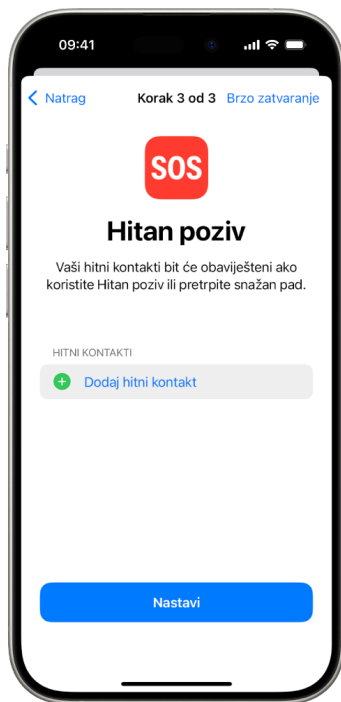 09:41
Natrag Korak 3 od 3 Brzo zatvaranje
SOS
Hitan poziv
Vaši hitni kontakti bit će obaviješteni ako
koristite Hitan poziv ili pretrpite snažan pad.
HITNI KONTAKTI
Dodaj hitni kontakt
Nastavi